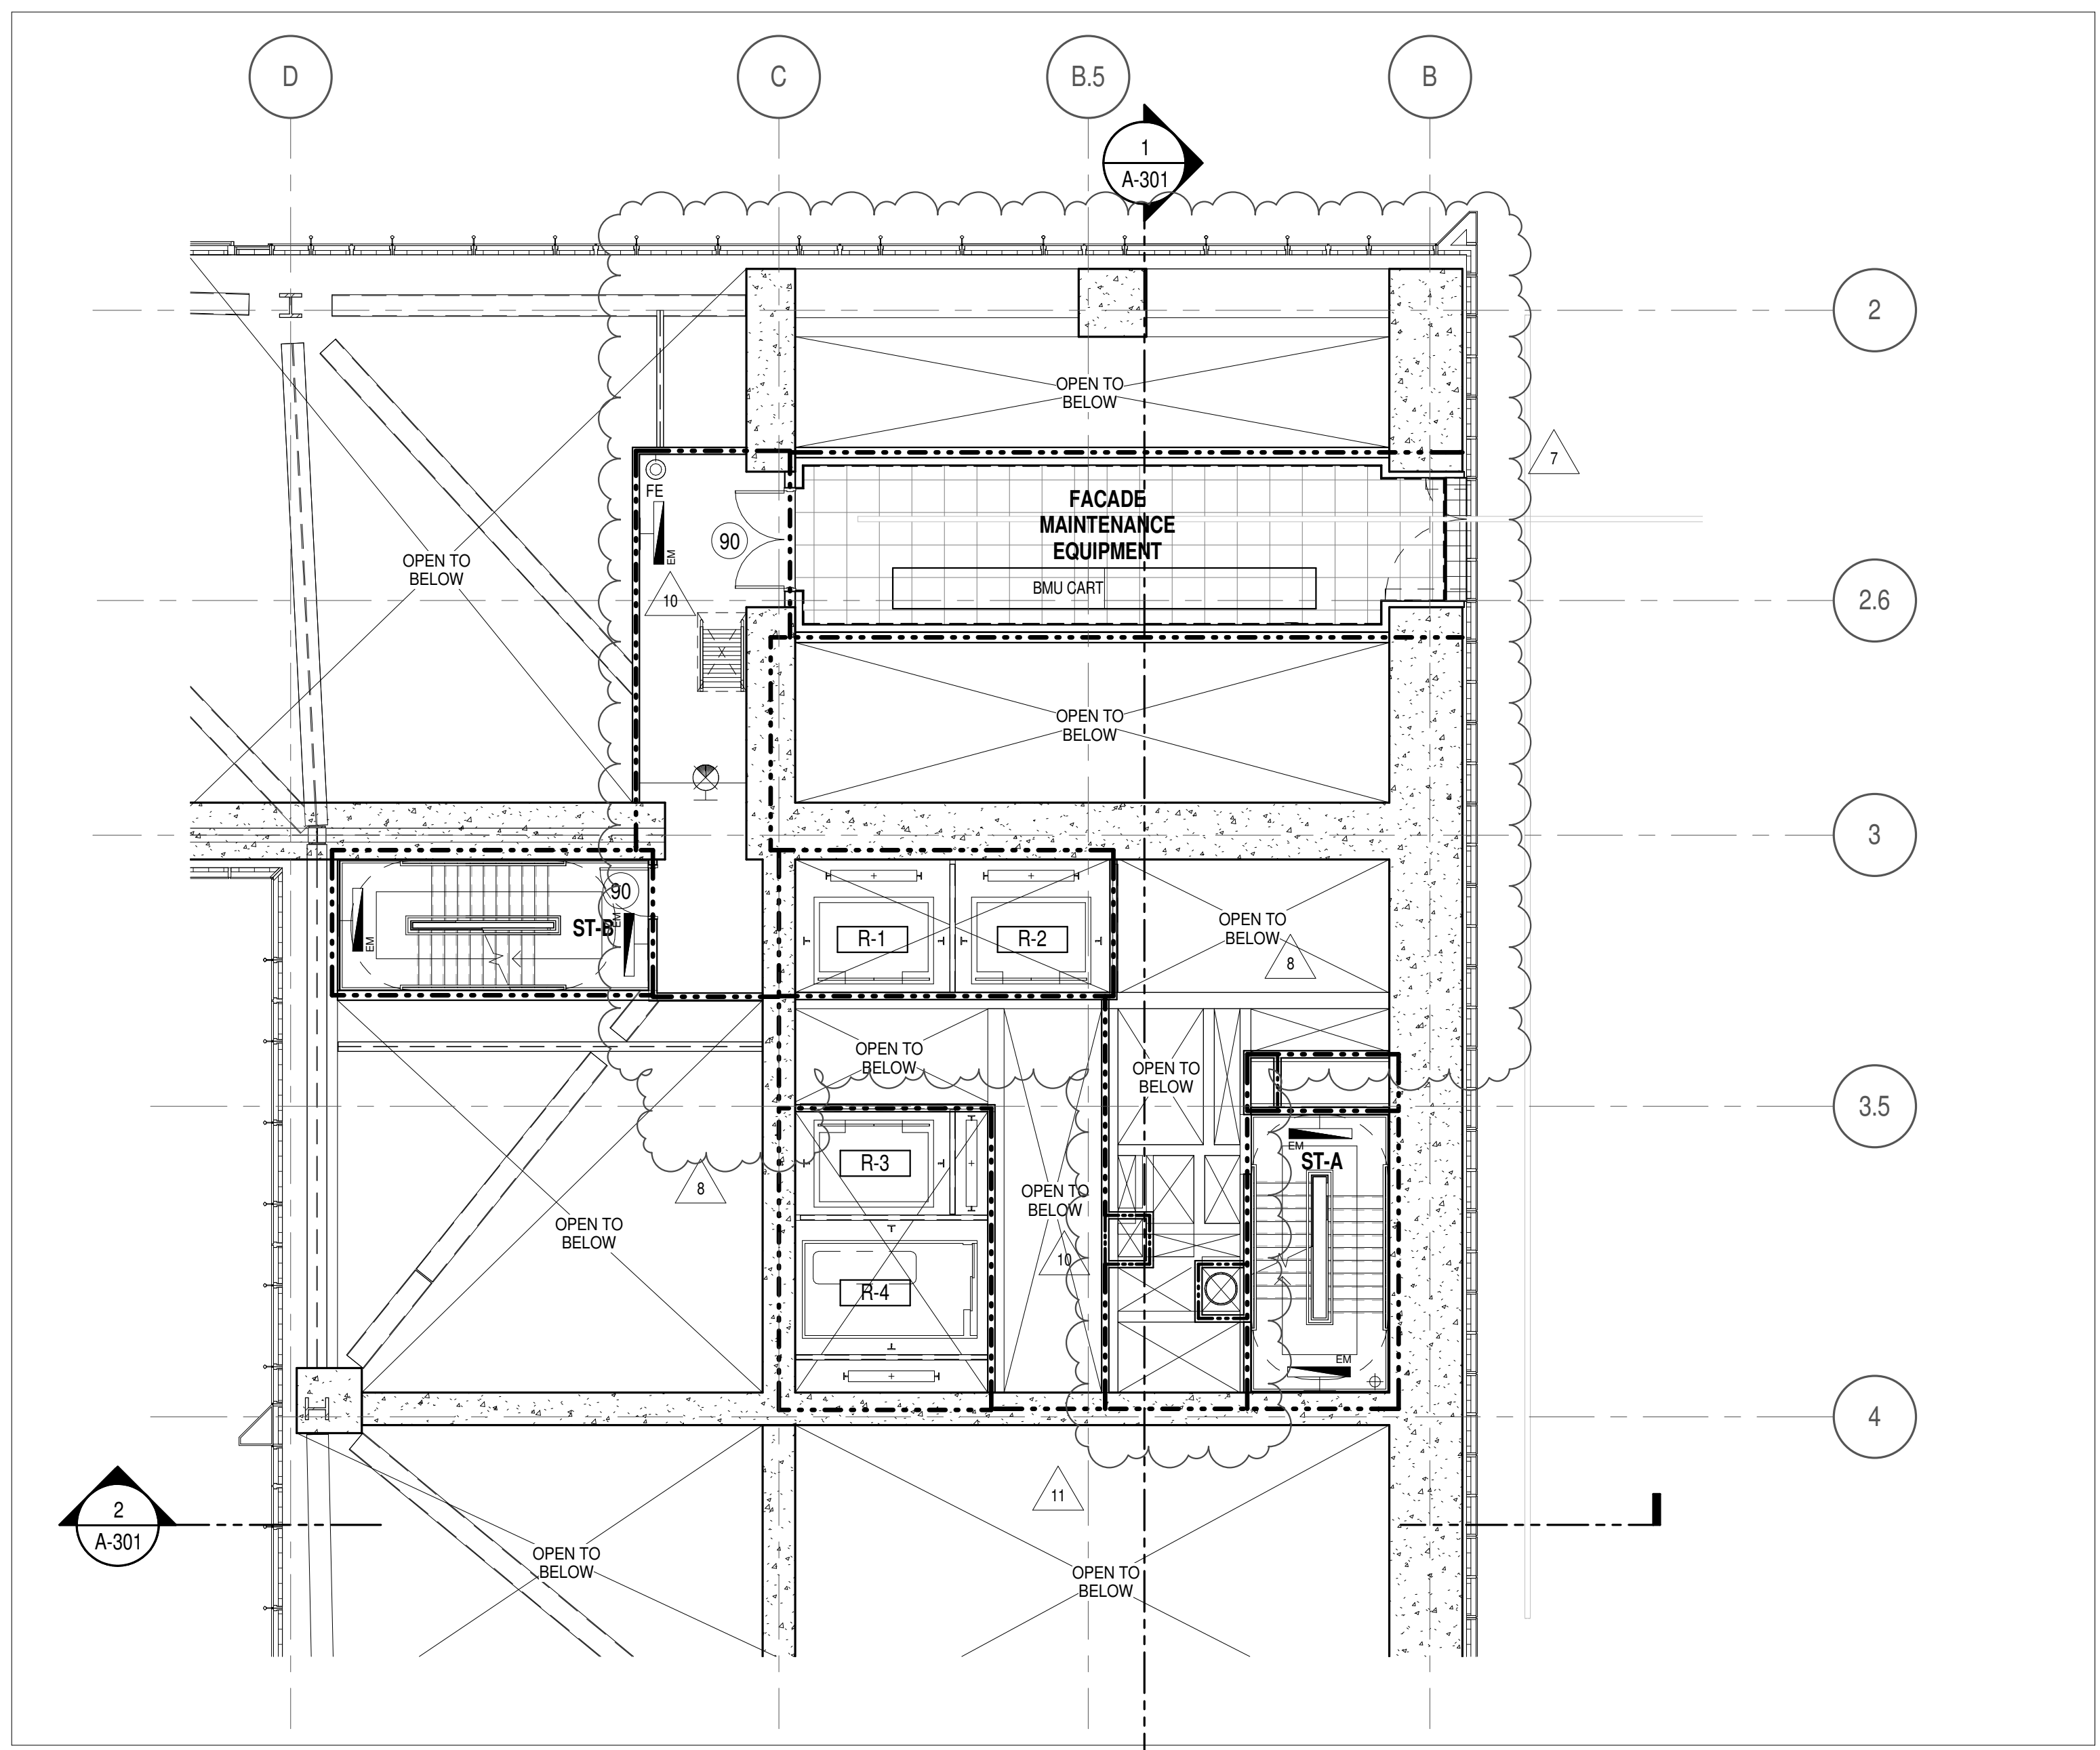 D
C
B.5
B
1
A-301
2
OPEN TO
BELOW
7
FE
FACADE
MAINTENANCE
EQUIPMENT
EM
90
OPEN TO
BELOW
BMU CART
10
2.6
OPEN TO
BELOW
3
90
ST-B
EM
EM
R-1
R-2
OPEN TO
BELOW
8
OPEN TO
BELOW
OPEN TO
BELOW
3.5
EM
ST-A
R-3
8
OPEN TO
BELOW
OPEN TO
BELOW
10
R-4
EM
4
11
2
A-301
OPEN TO
BELOW
OPEN TO
BELOW